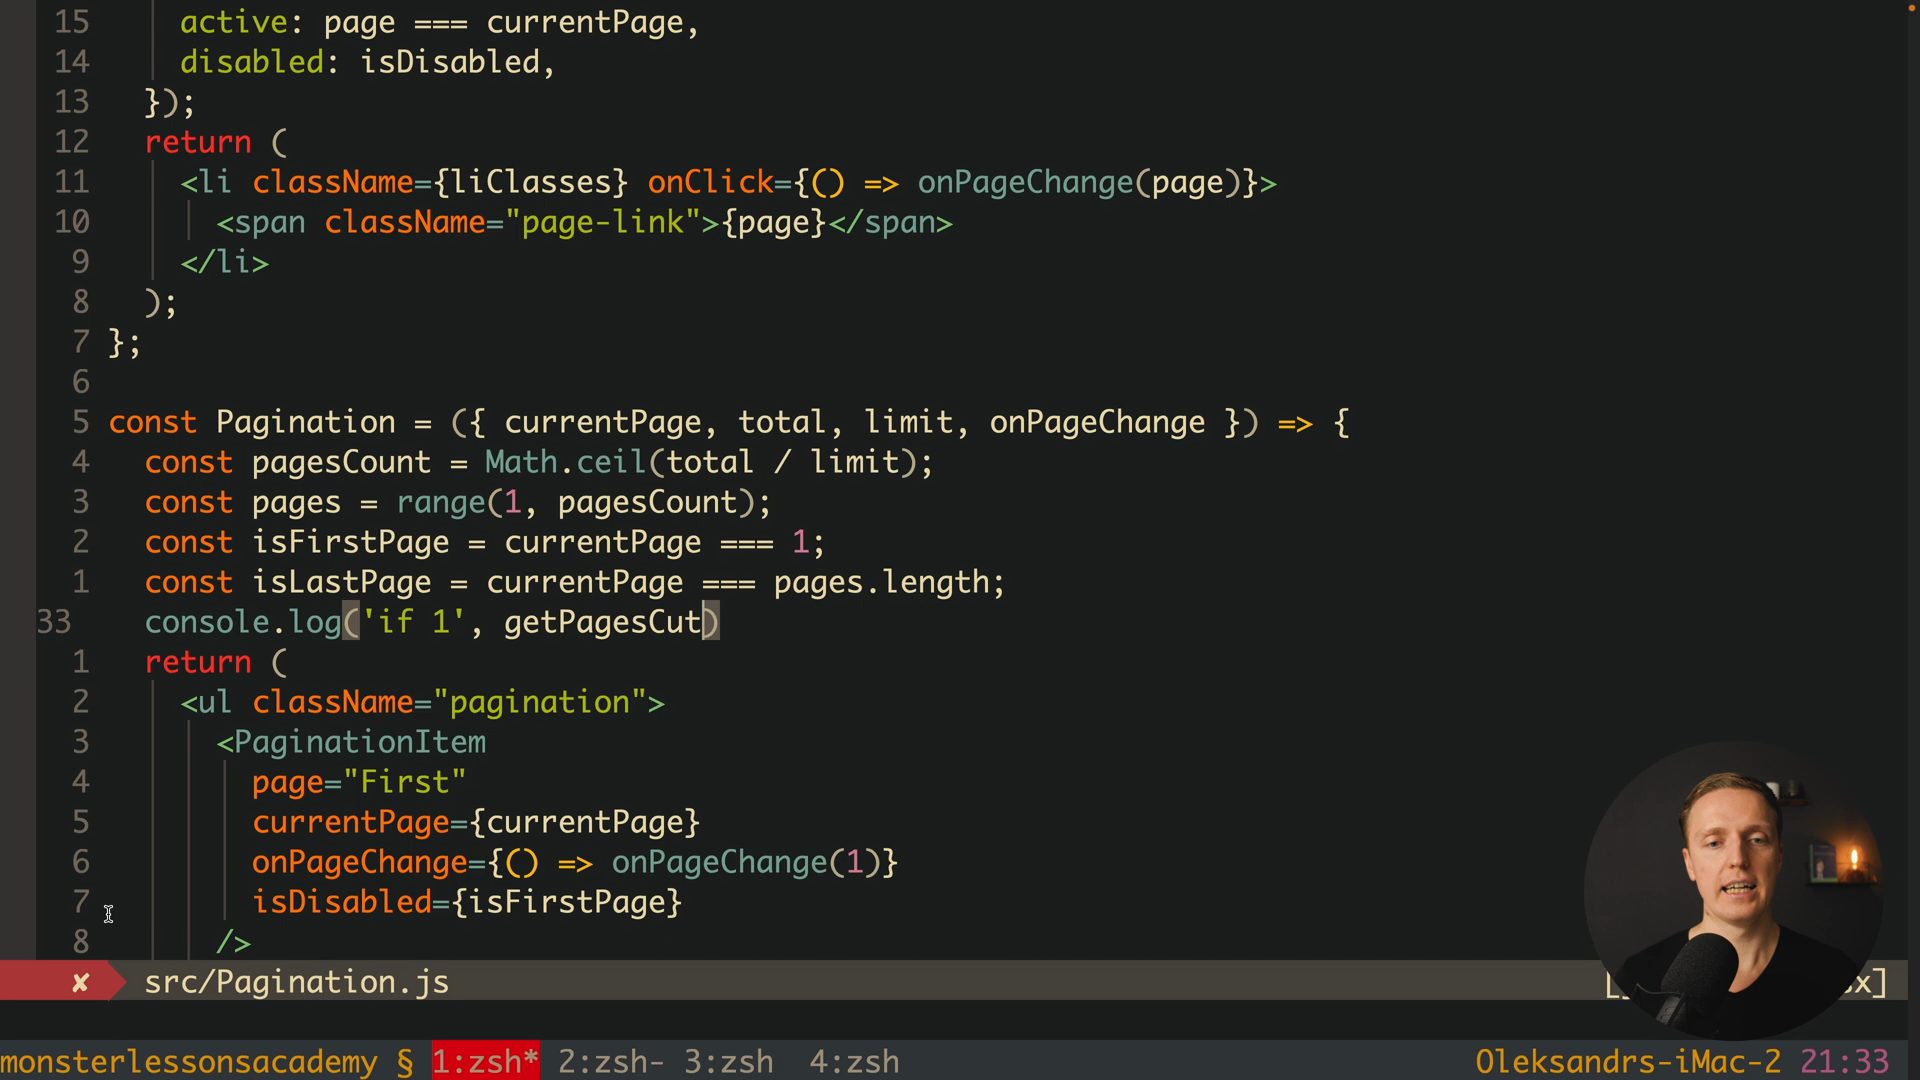 15 active: page === currentPage,
14 disabled: isDisabled,
13 });
12 return (
11 <li className={liClasses} onClick={() => onPageChange(page)}>
10 <span className="page-link">{page}</span>
9 </li>
8 );
7 };
6
5 const Pagination = ({ currentPage, total, limit, onPageChange }) => {
4 const pagesCount = Math.ceil(total / limit);
3 const pages = range(1, pagesCount);
2 const isFirstPage = currentPage === 1;
1 const isLastPage = currentPage === pages.length;
33 console.log('if 1', getPagesCut)
1 return (
2 <ul className="pagination">
3 <PaginationItem
4 page="First"
5 currentPage={currentPage}
6 onPageChange={() => onPageChange(1)}
7 isDisabled={isFirstPage}
8 />
✘ src/Pagination.js
monsterlessonsacademy § 1:zsh* 2:zsh- 3:zsh 4:zsh Oleksandrs-iMac-2 21:33